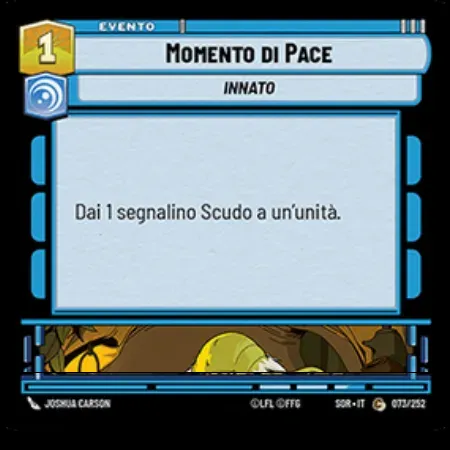 EVENTO
1
MOMENTO DI PACE
INNATO
Dai 1 segnalino Scudo a un'unità.
JOSHUA CARSON ©LFL ©FFG SOR • IT C 073/252